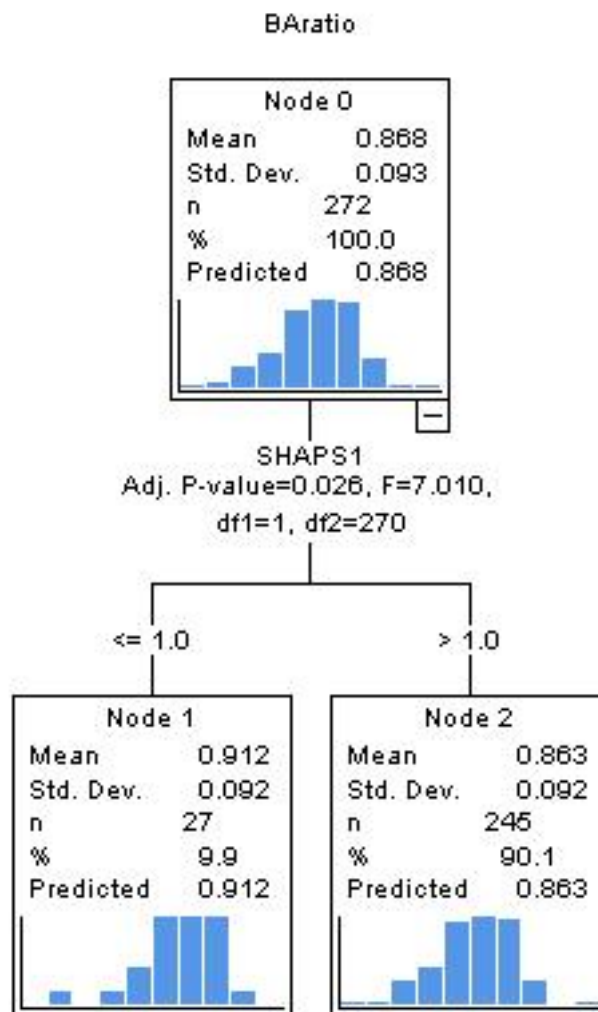 BAratio
Node 0
Mean 0.868
Std. Dev. 0.093
n 272
% 100.0
Predicted 0.868
SHAPS1
Adj. P-value=0.026, F=7.010,
df1=1, df2=270
<= 1.0
> 1.0
Node 1
Mean 0.912
Std. Dev. 0.092
n 27
% 9.9
Predicted 0.912
Node 2
Mean 0.863
Std. Dev. 0.092
n 245
% 90.1
Predicted 0.863